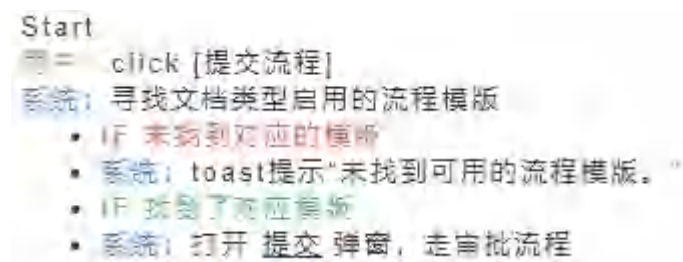 Start
click [提交流程]
系统：寻找文档类型启用的流程模版
• IF 未找到对应的模版
• 系统：toast提示“未找到可用的流程模版。”
• IF 找到了对应模版
• 系统：打开 提交 弹窗，走审批流程